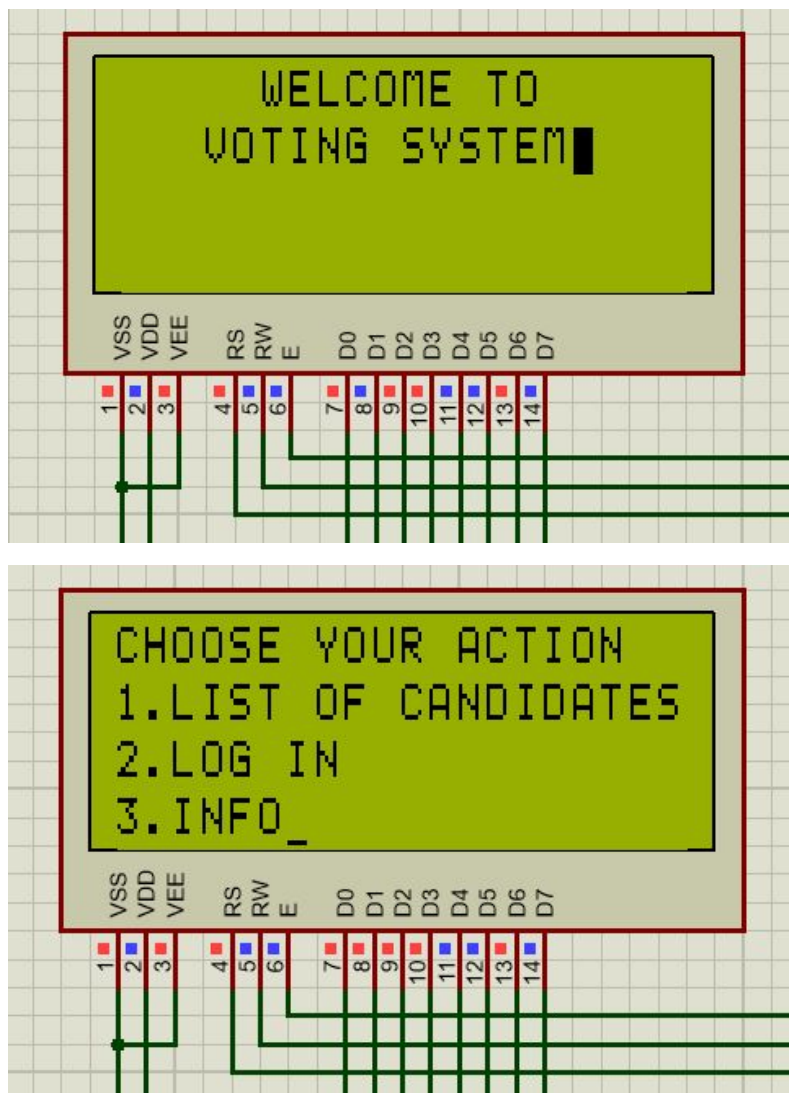 WELCOME TO
VOTING SYSTEM
VSS VDD VEE RS RW E D0 D1 D2 D3 D4 D5 D6 D7
1 2 3 4 5 6 7 8 9 10 11 12 13 14
CHOOSE YOUR ACTION
1.LIST OF CANDIDATES
2.LOG IN
3.INFO_
VSS VDD VEE RS RW E D0 D1 D2 D3 D4 D5 D6 D7
1 2 3 4 5 6 7 8 9 10 11 12 13 14